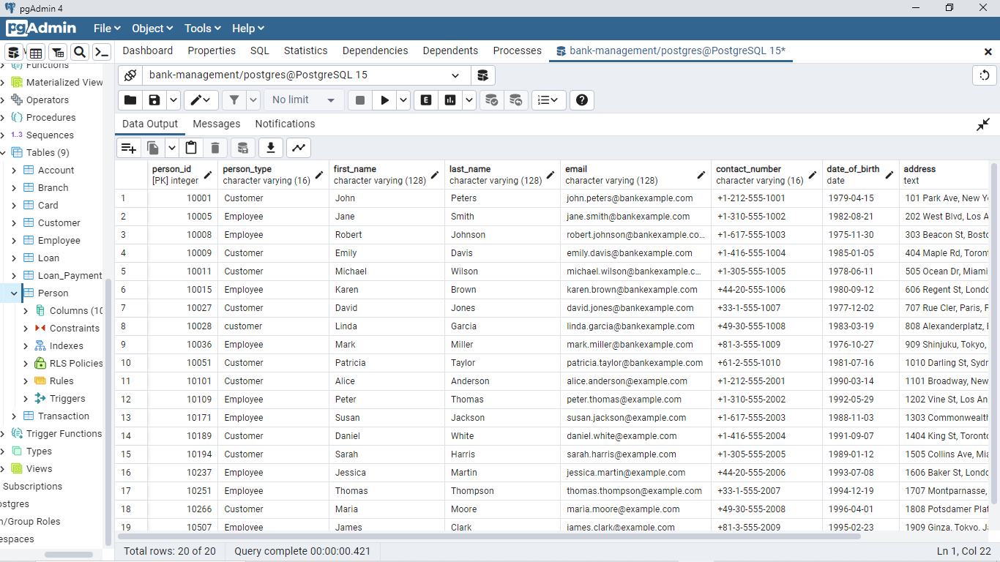 pgAdmin 4
pgAdmin File Object Tools Help
Dashboard Properties SQL Statistics Dependencies Dependents Processes bank-management/postgres@PostgreSQL 15*
bank-management/postgres@PostgreSQL 15
No limit
E
Data Output Messages Notifications
Functions
Materialized View
Operators
Procedures
1..3 Sequences
Tables (9)
Account
Branch
Card
Customer
Employee
Loan
Loan_Payment
Person
Columns (10
Constraints
Indexes
RLS Policies
Rules
Triggers
Transaction
Trigger Functions
Types
Views
Subscriptions
ostgres
n/Group Roles
espaces
person_id person_type first_name last_name email contact_number date_of_birth address
[PK] integer character varying (16) character varying (128) character varying (128) character varying (128) character varying (16) date text
1 10001 Customer John Peters john.peters@bankexample.com +1-212-555-1001 1979-04-15 101 Park Ave, New Y
2 10005 Employee Jane Smith jane.smith@bankexample.com +1-310-555-1002 1982-08-21 202 West Blvd, Los A
3 10008 Employee Robert Johnson robert.johnson@bankexample.co... +1-617-555-1003 1975-11-30 303 Beacon St, Bosto
4 10009 Customer Emily Davis emily.davis@bankexample.com +1-416-555-1004 1985-01-05 404 Maple Rd, Toron
5 10011 Customer Michael Wilson michael.wilson@bankexample.c... +1-305-555-1005 1978-06-11 505 Ocean Dr, Miami
6 10015 Employee Karen Brown karen.brown@bankexample.com +44-20-555-1006 1980-09-12 606 Regent St, Londo
7 10027 Customer David Jones david.jones@bankexample.com +33-1-555-1007 1977-12-02 707 Rue Cler, Paris, F
8 10028 customer Linda Garcia linda.garcia@bankexample.com +49-30-555-1008 1983-03-19 808 Alexanderplatz, B
9 10036 Employee Mark Miller mark.miller@bankexample.com +81-3-555-1009 1976-10-27 909 Shinjuku, Tokyo,
10 10051 Customer Patricia Taylor patricia.taylor@bankexample.com +61-2-555-1010 1981-07-16 1010 Darling St, Sydn
11 10101 Customer Alice Anderson alice.anderson@example.com +1-212-555-2001 1990-03-14 1101 Broadway, New
12 10109 Employee Peter Thomas peter.thomas@example.com +1-310-555-2002 1992-05-29 1202 Vine St, Los An
13 10171 Employee Susan Jackson susan.jackson@example.com +1-617-555-2003 1988-11-03 1303 Commonwealt
14 10189 Customer Daniel White daniel.white@example.com +1-416-555-2004 1991-09-07 1404 King St, Toronto
15 10194 Customer Sarah Harris sarah.harris@example.com +1-305-555-2005 1989-01-12 1505 Collins Ave, Mia
16 10237 Employee Jessica Martin jessica.martin@example.com +44-20-555-2006 1993-07-08 1606 Baker St, London
17 10251 Employee Thomas Thompson thomas.thompson@example.com +33-1-555-2007 1994-12-19 1707 Montparnasse,
18 10266 Customer Maria Moore maria.moore@example.com +49-30-555-2008 1996-04-01 1808 Potsdamer Plat
19 10507 Employee James Clark james.clark@example.com +81-3-555-2009 1995-02-23 1909 Ginza, Tokyo, Ja
Total rows: 20 of 20 Query complete 00:00:00.421 Ln 1, Col 22